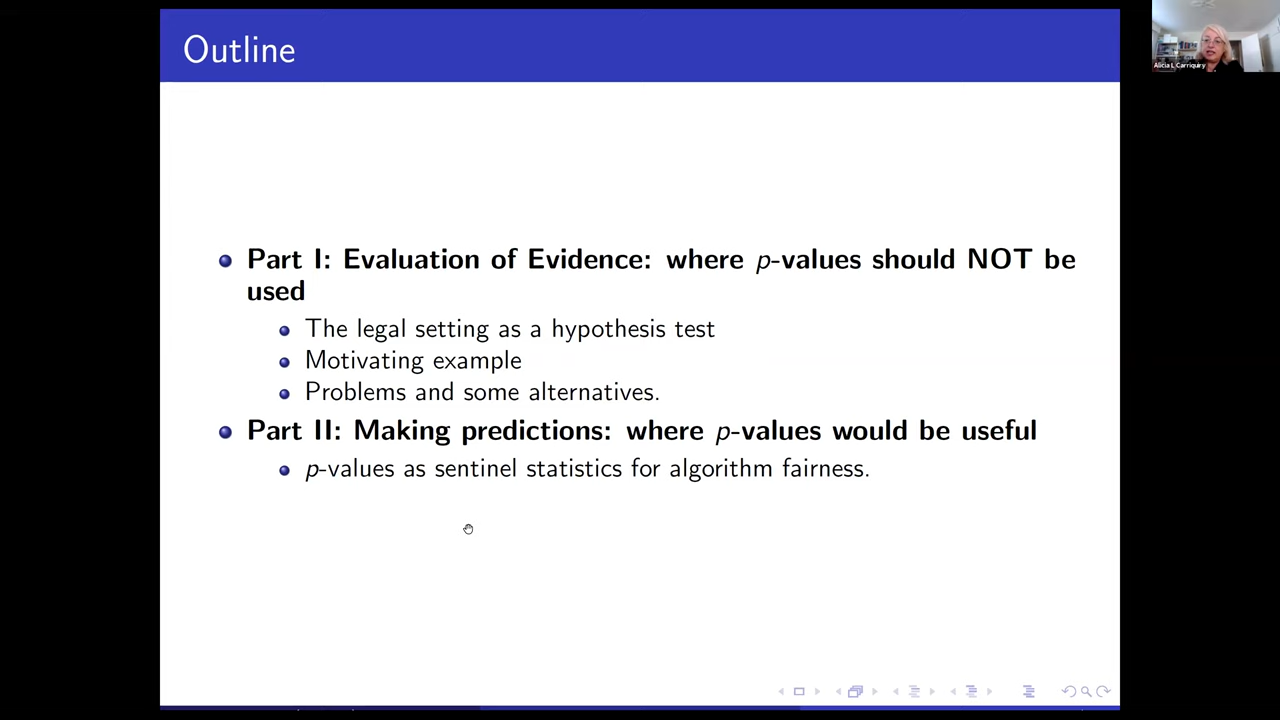 Outline
Alicia L Carriquiry
Part I: Evaluation of Evidence: where p-values should NOT be
used
The legal setting as a hypothesis test
Motivating example
Problems and some alternatives.
Part II: Making predictions: where p-values would be useful
p-values as sentinel statistics for algorithm fairness.